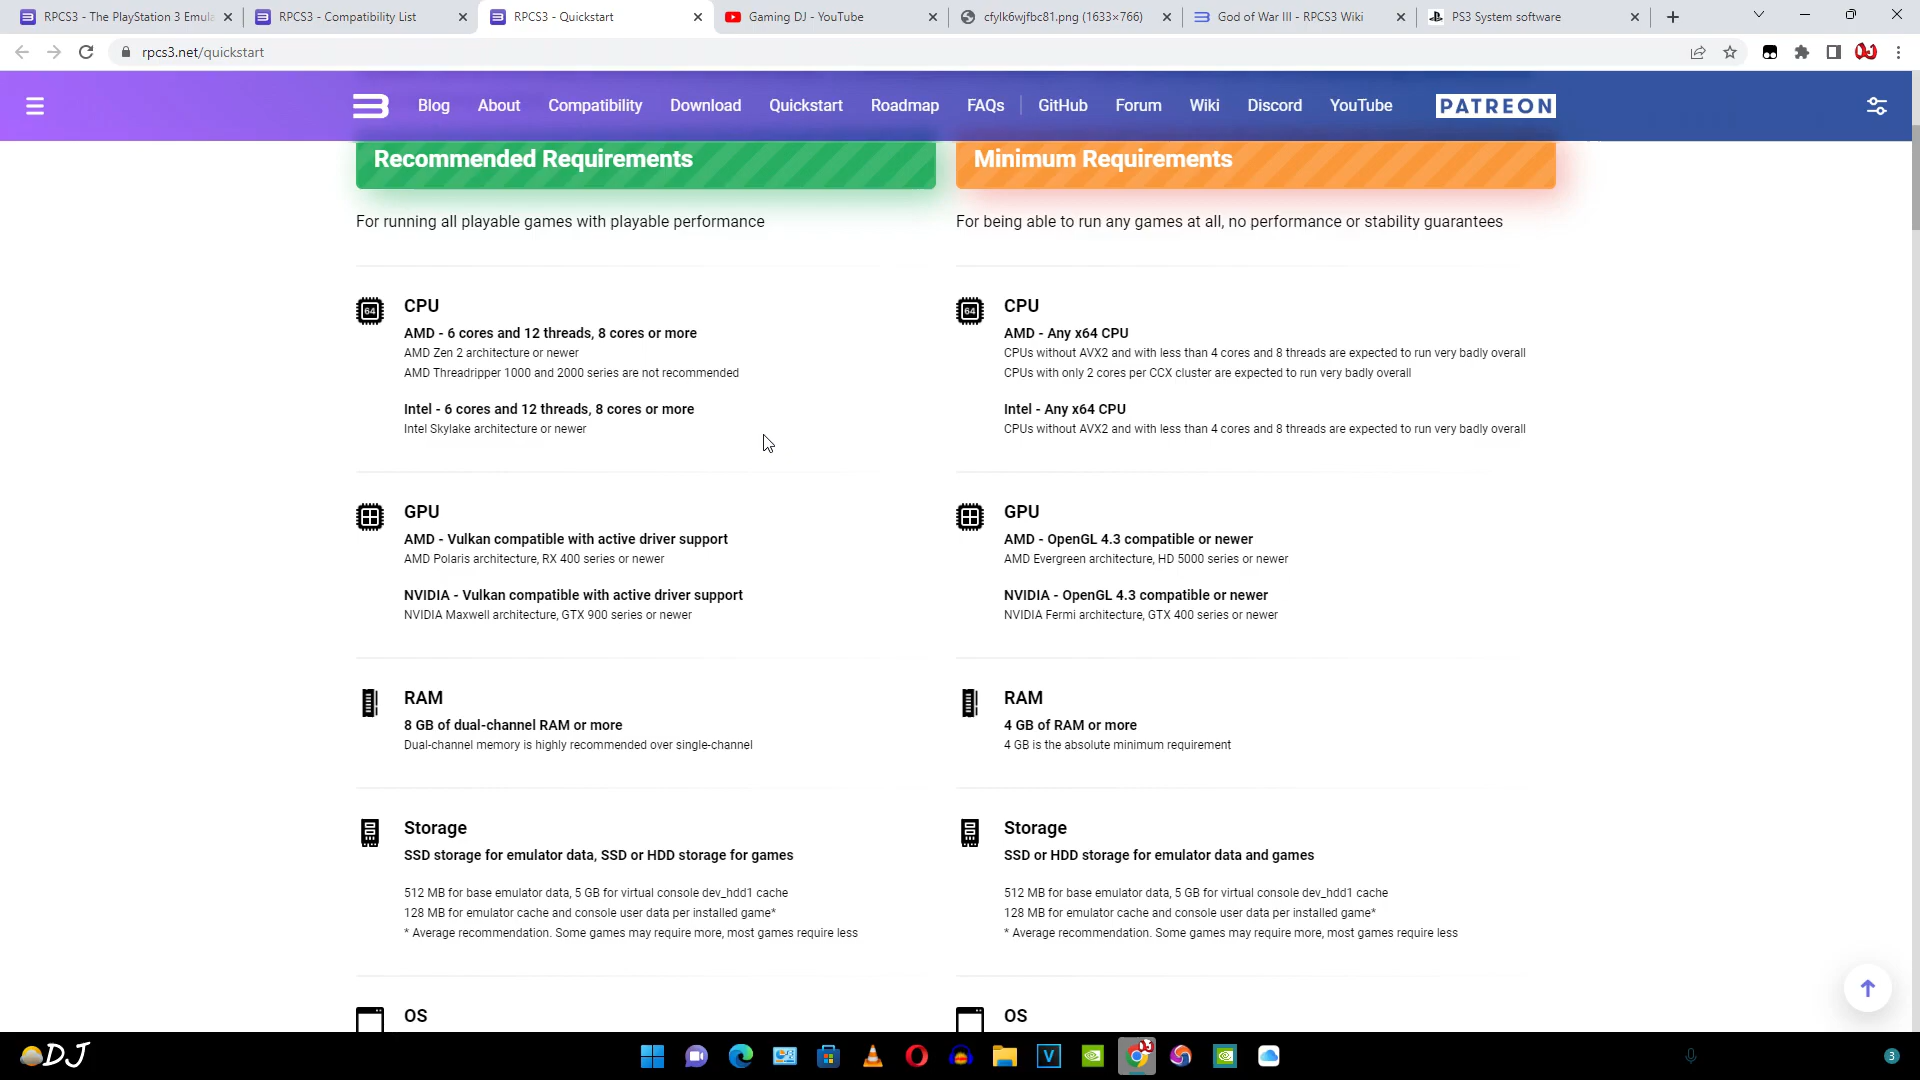 RPCS3 - The PlayStation 3 Emula
RPCS3 - Compatibility List
RPCS3 - Quickstart
Gaming DJ - YouTube
cfylk6wjfbc81.png (1633×766)
God of War III - RPCS3 Wiki
PS3 System software
rpcs3.net/quickstart
Blog
About
Compatibility
Download
Quickstart
Roadmap
FAQs
GitHub
Forum
Wiki
Discord
YouTube
PATREON
Recommended Requirements
For running all playable games with playable performance
64
CPU
AMD - 6 cores and 12 threads, 8 cores or more
AMD Zen 2 architecture or newer
AMD Threadripper 1000 and 2000 series are not recommended
Intel - 6 cores and 12 threads, 8 cores or more
Intel Skylake architecture or newer
GPU
AMD - Vulkan compatible with active driver support
AMD Polaris architecture, RX 400 series or newer
NVIDIA - Vulkan compatible with active driver support
NVIDIA Maxwell architecture, GTX 900 series or newer
RAM
8 GB of dual-channel RAM or more
Dual-channel memory is highly recommended over single-channel
Storage
SSD storage for emulator data, SSD or HDD storage for games
512 MB for base emulator data, 5 GB for virtual console dev_hdd1 cache
128 MB for emulator cache and console user data per installed game*
* Average recommendation. Some games may require more, most games require less
OS
Minimum Requirements
For being able to run any games at all, no performance or stability guarantees
64
CPU
AMD - Any x64 CPU
CPUs without AVX2 and with less than 4 cores and 8 threads are expected to run very badly overall
CPUs with only 2 cores per CCX cluster are expected to run very badly overall
Intel - Any x64 CPU
CPUs without AVX2 and with less than 4 cores and 8 threads are expected to run very badly overall
GPU
AMD - OpenGL 4.3 compatible or newer
AMD Evergreen architecture, HD 5000 series or newer
NVIDIA - OpenGL 4.3 compatible or newer
NVIDIA Fermi architecture, GTX 400 series or newer
RAM
4 GB of RAM or more
4 GB is the absolute minimum requirement
Storage
SSD or HDD storage for emulator data and games
512 MB for base emulator data, 5 GB for virtual console dev_hdd1 cache
128 MB for emulator cache and console user data per installed game*
* Average recommendation. Some games may require more, most games require less
OS
DJ
V
3